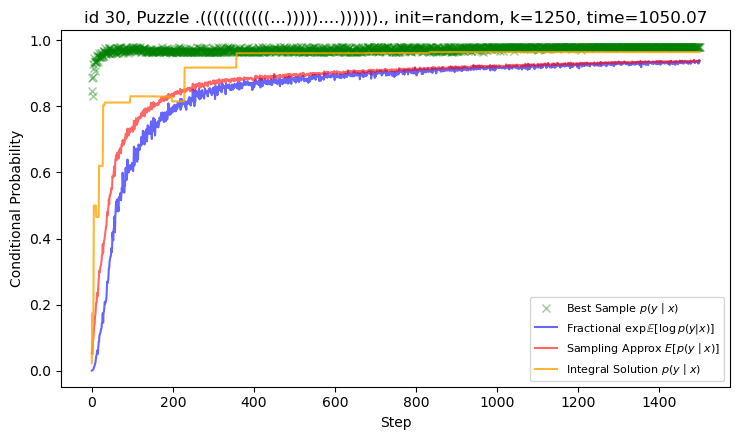 id 30, Puzzle .(((((((((((...)))))....))))))., init=random, k=1250, time=1050.07
Conditional Probability
1.0
0.8
0.6
0.4
0.2
0.0
0 200 400 600 800 1000 1200 1400
Step
Best Sample p(y | x)
Fractional exp𝔼[log p(y|x)]
Sampling Approx E[p(y | x)]
Integral Solution p(y | x)